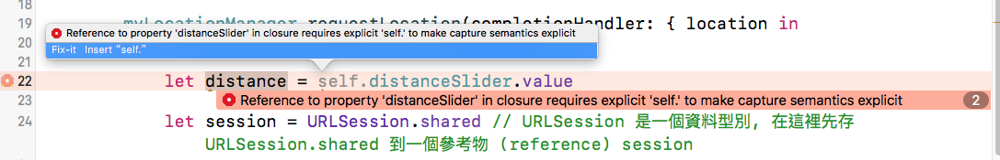 18
19 myLocationManager.requestLocation(completionHandler: { location in
Reference to property 'distanceSlider' in closure requires explicit 'self.' to make capture semantics explicit
Fix-it Insert "self."
21
22 let distance = self.distanceSlider.value
23 Reference to property 'distanceSlider' in closure requires explicit 'self.' to make capture semantics explicit 2
24 let session = URLSession.shared // URLSession 是一個資料型別, 在這裡先存
URLSession.shared 到一個參考物 (reference) session